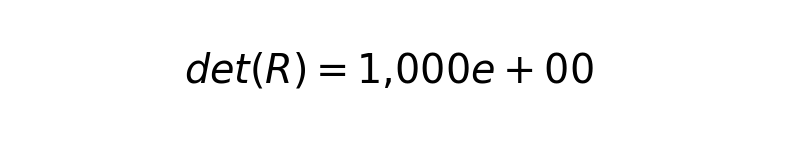 det(R) = 1,000e + 00